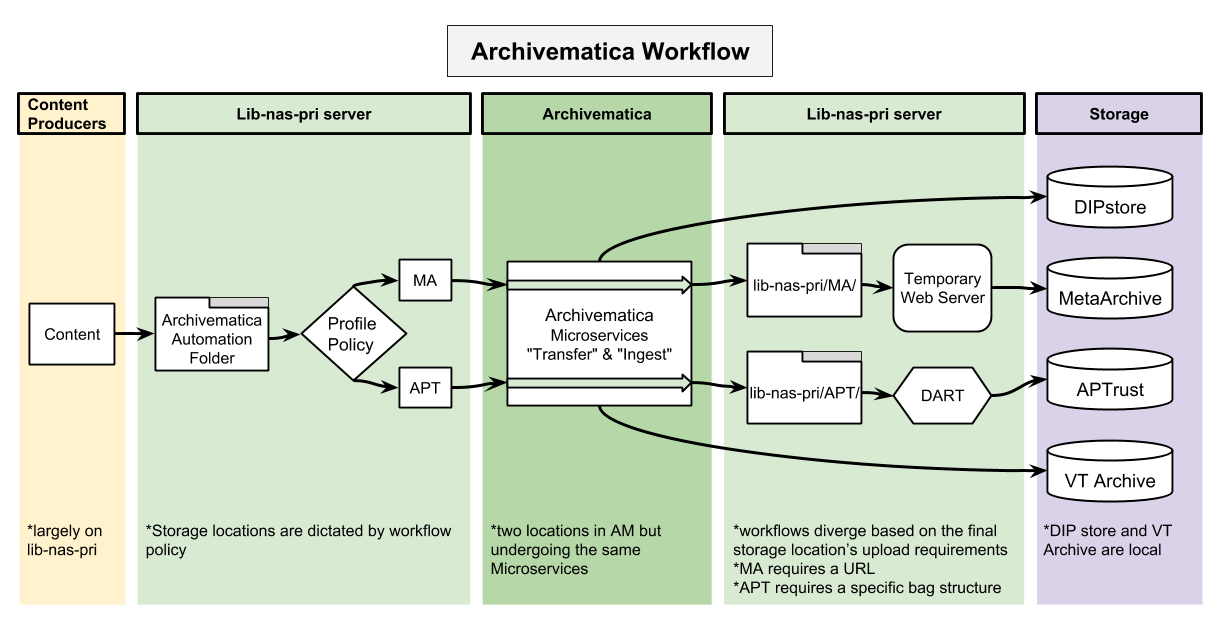 Archivematica Workflow
Content
Producers
Lib-nas-pri server
Archivematica
Lib-nas-pri server
Storage
Content
Archivematica
Automation
Folder
Profile
Policy
MA
APT
Archivematica
Microservices
"Transfer" & "Ingest"
lib-nas-pri/MA/
Temporary
Web Server
lib-nas-pri/APT/
DART
DIPstore
MetaArchive
APTrust
VT Archive
*largely on
lib-nas-pri
*Storage locations are dictated by workflow
policy
*two locations in AM but
undergoing the same
Microservices
*workflows diverge based on the final
storage location's upload requirements
*MA requires a URL
*APT requires a specific bag structure
*DIP store and VT
Archive are local